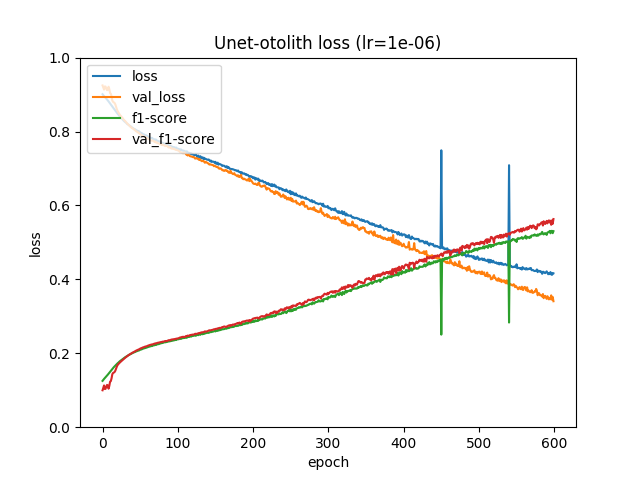 Unet-otolith loss (lr=1e-06)
loss
val_loss
f1-score
val_f1-score
1.0
0.8
0.6
0.4
0.2
0.0
loss
0 100 200 300 400 500 600
epoch